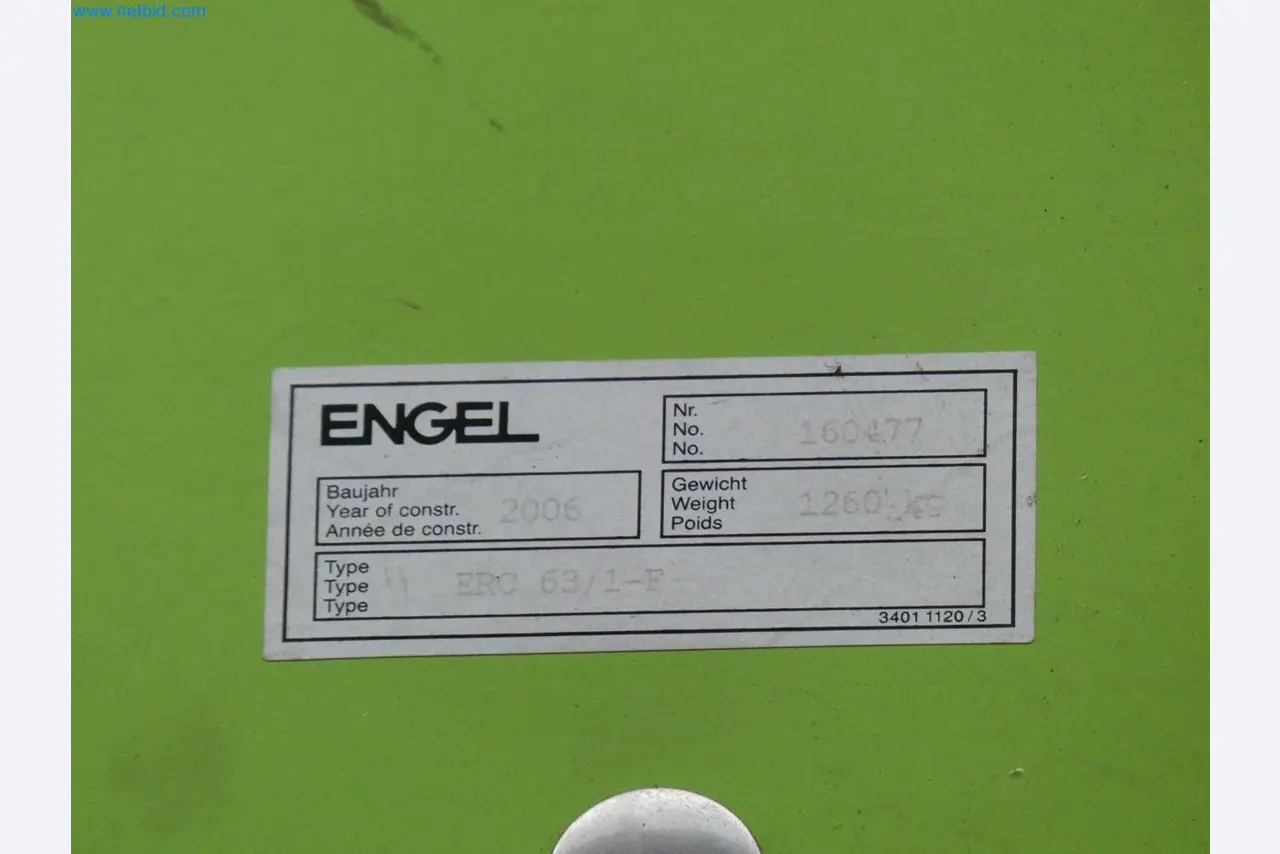 www.netbid.com
ENGEL
Nr.
No. 160477
No.
Baujahr
Year of constr. 2006
Année de constr.
Gewicht
Weight 1260 kg
Poids
Type
Type ERC 63/1-F
Type
3401 1120/3